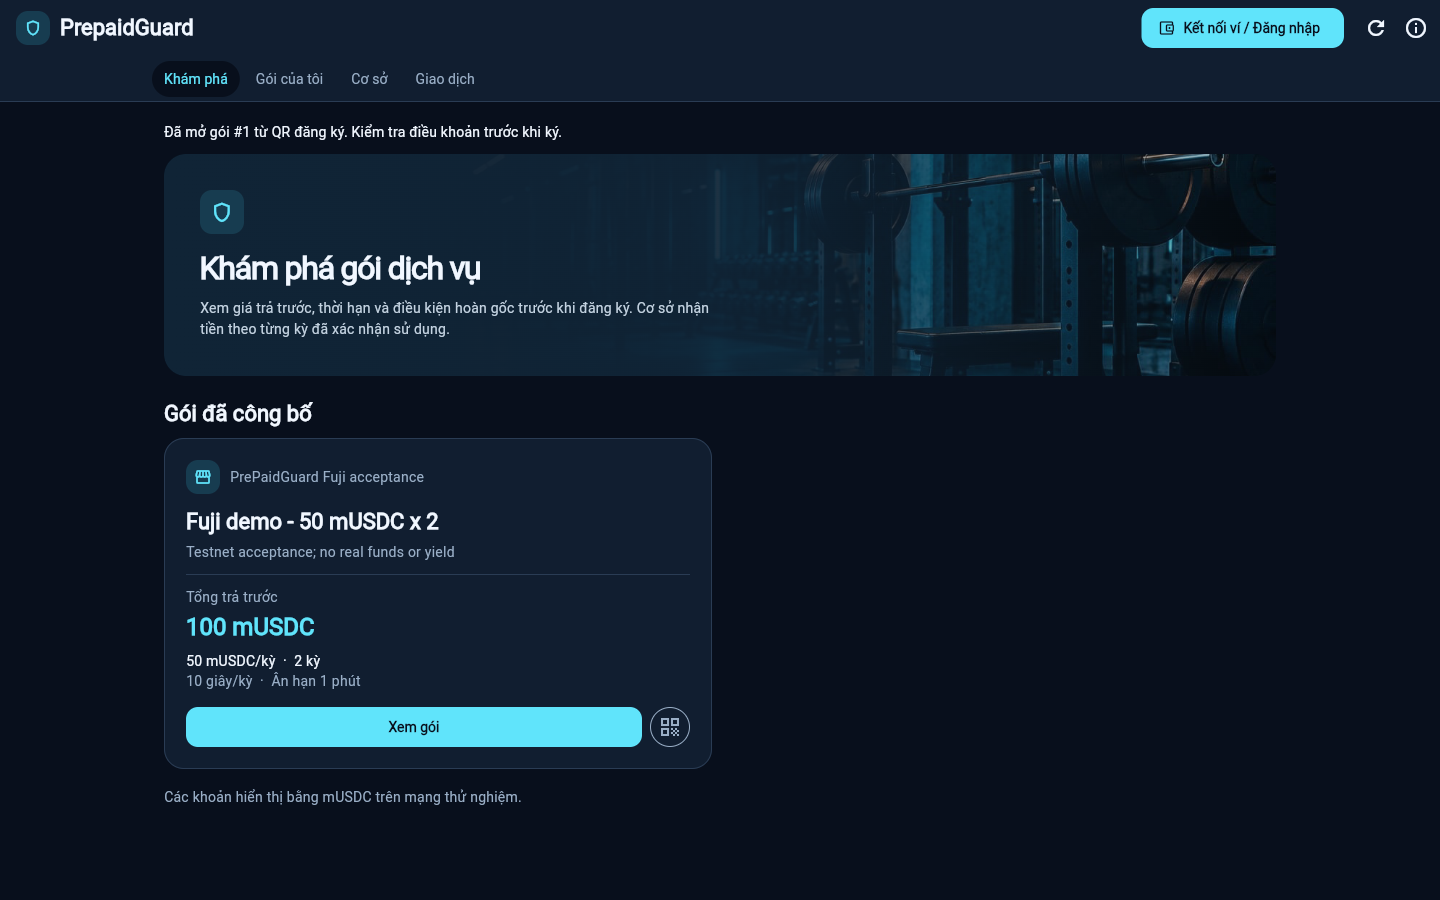 PrepaidGuard
Kết nối ví / Đăng nhập
Khám phá
Gói của tôi
Cơ sở
Giao dịch
Đã mở gói #1 từ QR đăng ký. Kiểm tra điều khoản trước khi ký.
Khám phá gói dịch vụ
Xem giá trả trước, thời hạn và điều kiện hoàn gốc trước khi đăng ký. Cơ sở nhận
tiền theo từng kỳ đã xác nhận sử dụng.
Gói đã công bố
PrePaidGuard Fuji acceptance
Fuji demo - 50 mUSDC x 2
Testnet acceptance; no real funds or yield
Tổng trả trước
100 mUSDC
50 mUSDC/kỳ · 2 kỳ
10 giây/kỳ · Ân hạn 1 phút
Xem gói
Các khoản hiển thị bằng mUSDC trên mạng thử nghiệm.